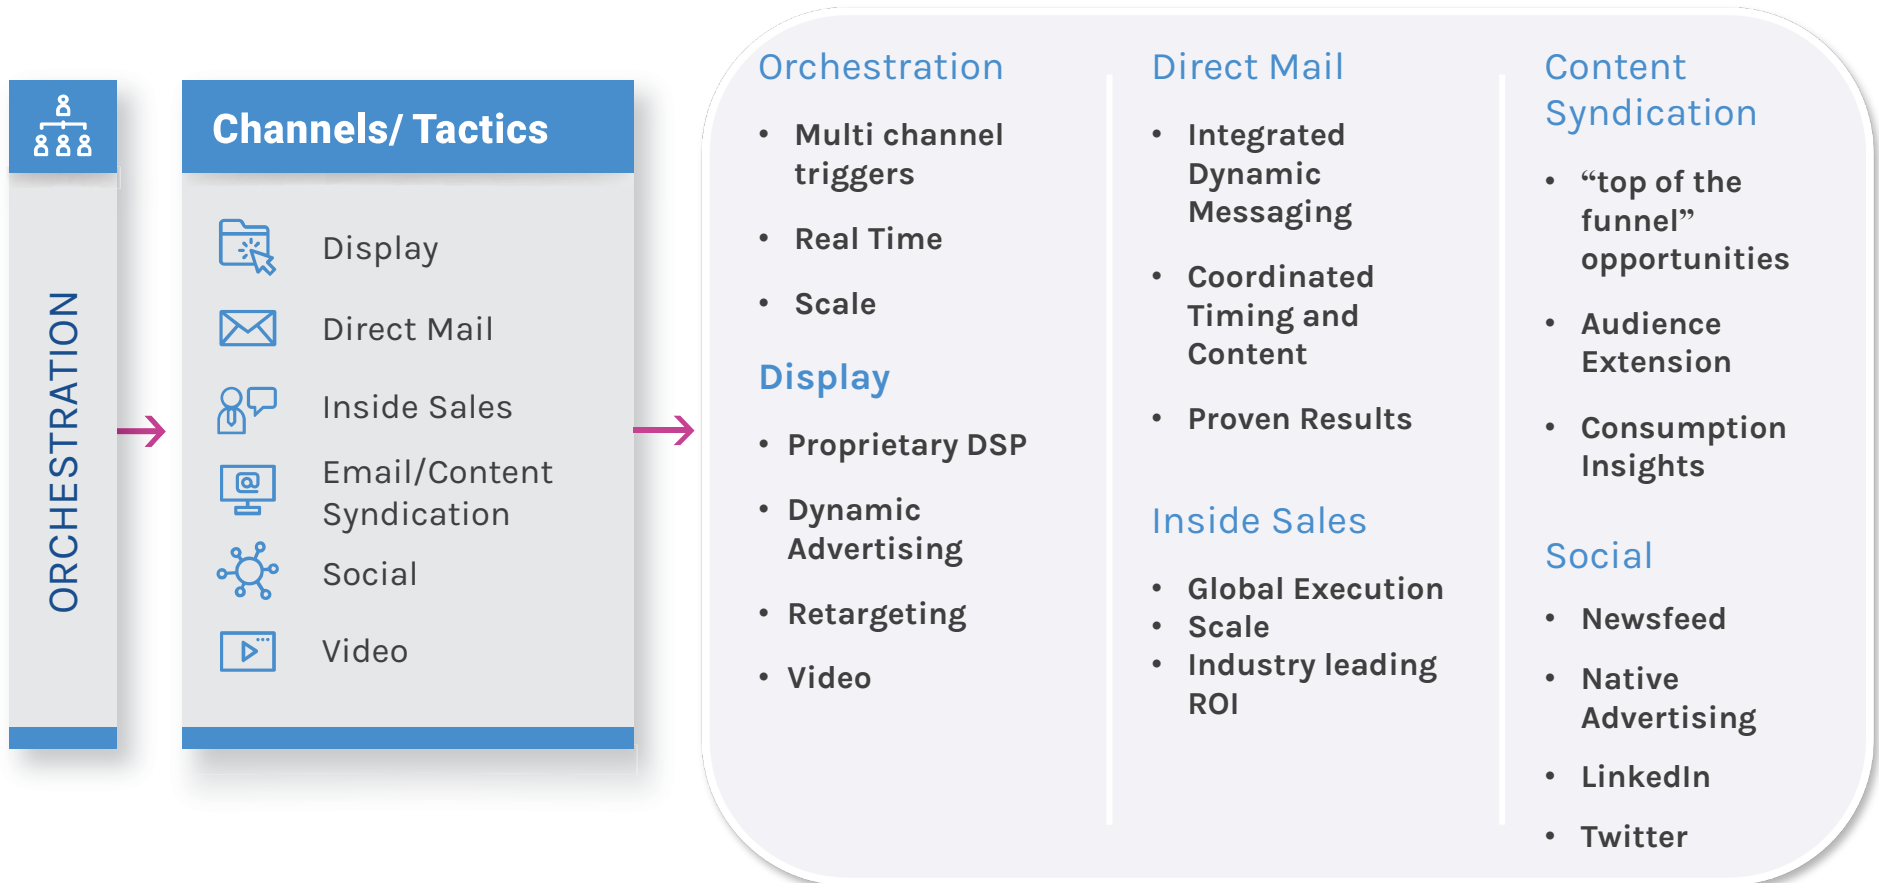 ORCHESTRATION
Channels/ Tactics
Display
Direct Mail
Inside Sales
Email/Content
Syndication
Social
Video
Orchestration
• Multi channel
triggers
• Real Time
• Scale
Display
• Proprietary DSP
• Dynamic
Advertising
• Retargeting
• Video
Direct Mail
• Integrated
Dynamic
Messaging
• Coordinated
Timing and
Content
• Proven Results
Inside Sales
• Global Execution
• Scale
• Industry leading
ROI
Content
Syndication
• “top of the
funnel”
opportunities
• Audience
Extension
• Consumption
Insights
Social
• Newsfeed
• Native
Advertising
• LinkedIn
• Twitter